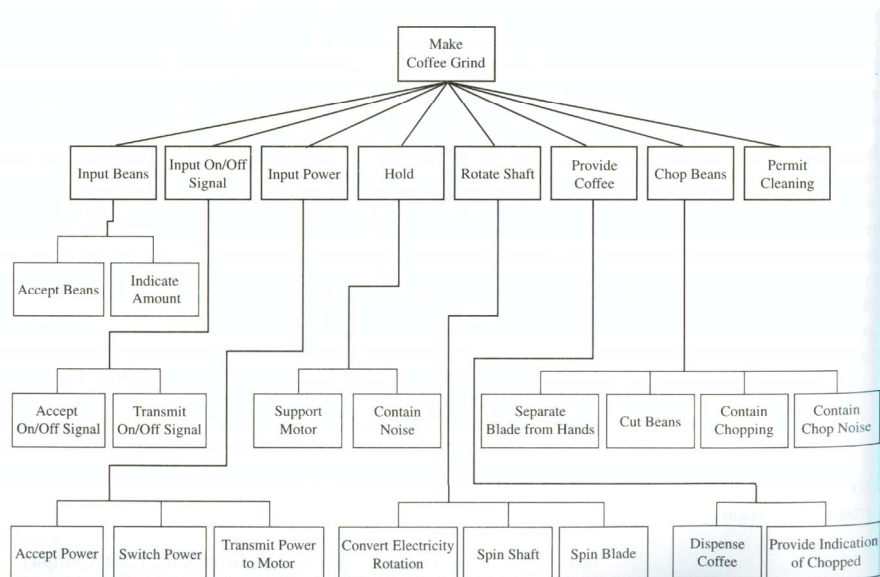 Make
Coffee Grind
Input Beans
Input On/Off
Signal
Input Power
Hold
Rotate Shaft
Provide
Coffee
Chop Beans
Permit
Cleaning
Accept Beans
Indicate
Amount
Accept
On/Off Signal
Transmit
On/Off Signal
Support
Motor
Contain
Noise
Separate
Blade from Hands
Cut Beans
Contain
Chopping
Contain
Chop Noise
Accept Power
Switch Power
Transmit Power
to Motor
Convert Electricity
Rotation
Spin Shaft
Spin Blade
Dispense
Coffee
Provide Indication
of Chopped